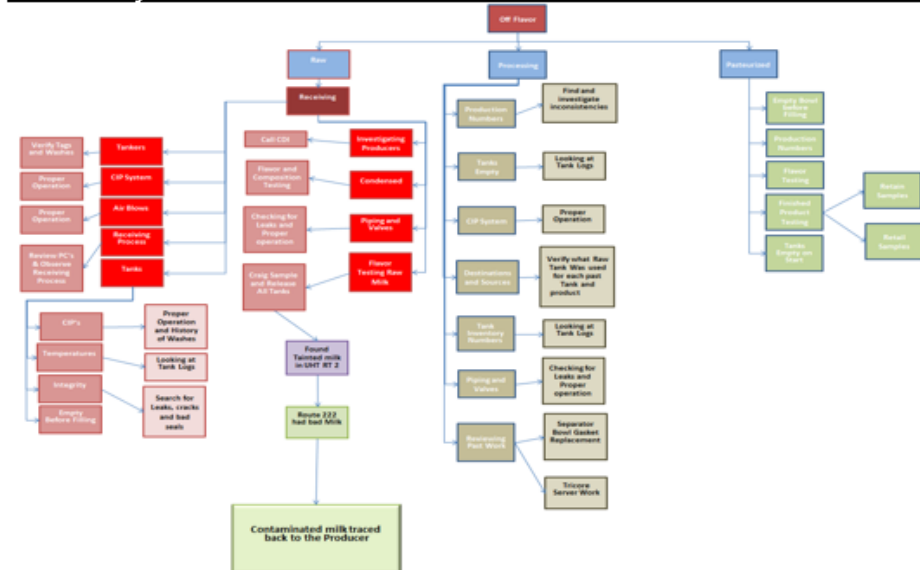 Off Flavor
Raw
Processing
Pasteurized
Receiving
Tankers
CIP System
Air Blows
Receiving
Process
Tanks
Verify Tags
and Washes
Proper
Operation
Proper
Operation
Review PC's
& Observe
Receiving
Process
CIP's
Temperatures
Integrity
Empty
Before Filling
Proper
Operation
and History
of Washes
Looking at
Tank Logs
Search for
Leaks, cracks
and bad
seals
Investigating
Producers
Condensed
Piping and
Valves
Flavor
Testing Raw
Milk
Call CDI
Flavor and
Composition
Testing
Checking for
Leaks and
Proper
operation
Craig Sample
and Release
All Tanks
Found
Tainted milk
in UHT RT 2
Route 222
had bad Milk
Contaminated milk traced
back to the Producer
Production
Numbers
Tanks
Empty
CIP System
Destinations
and Sources
Tank
Inventory
Numbers
Piping and
Valves
Reviewing
Past Work
Find and
investigate
inconsistencies
Looking at
Tank Logs
Proper
Operation
Verify what Raw
Tank Was used
for each past
Tank and
product
Looking at
Tank Logs
Checking for
Leaks and
Proper
operation
Separator
Bowl Gasket
Replacement
Tricore
Server Work
Empty Bowl
before
Filling
Production
Numbers
Flavor
Testing
Finished
Product
Testing
Tanks
Empty on
Start
Retain
Samples
Retail
Samples